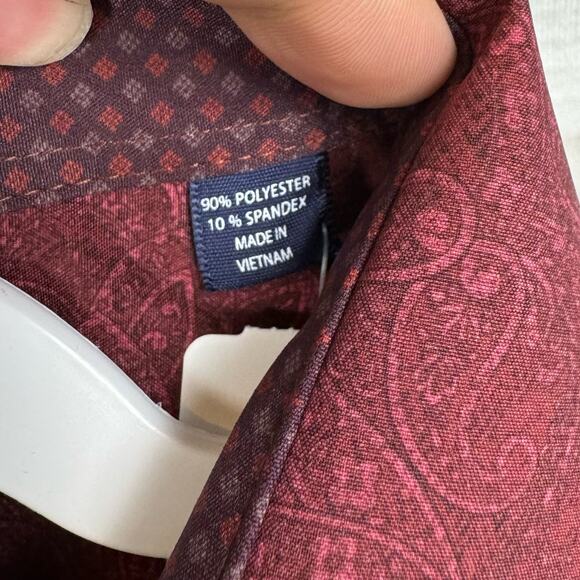 90% POLYESTER
10 % SPANDEX
MADE IN
VIETNAM